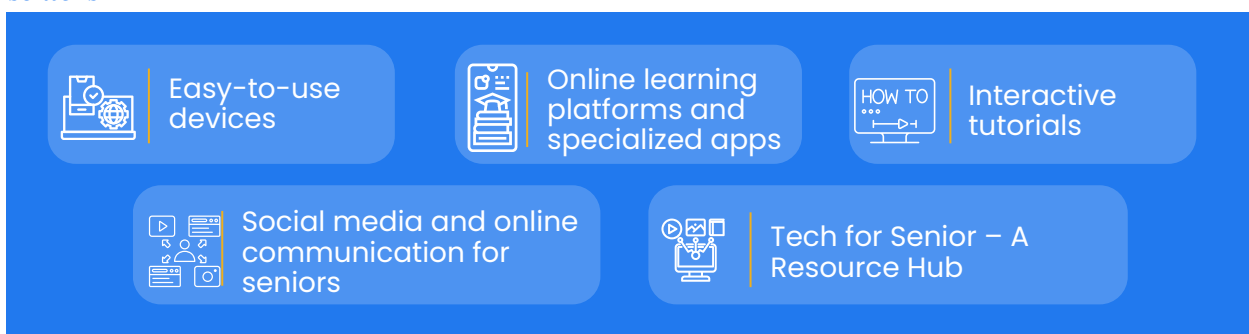 Easy-to-use
devices
Online learning
platforms and
specialized apps
HOW TO
Interactive
tutorials
Social media and online
communication for
seniors
Tech for Senior – A
Resource Hub